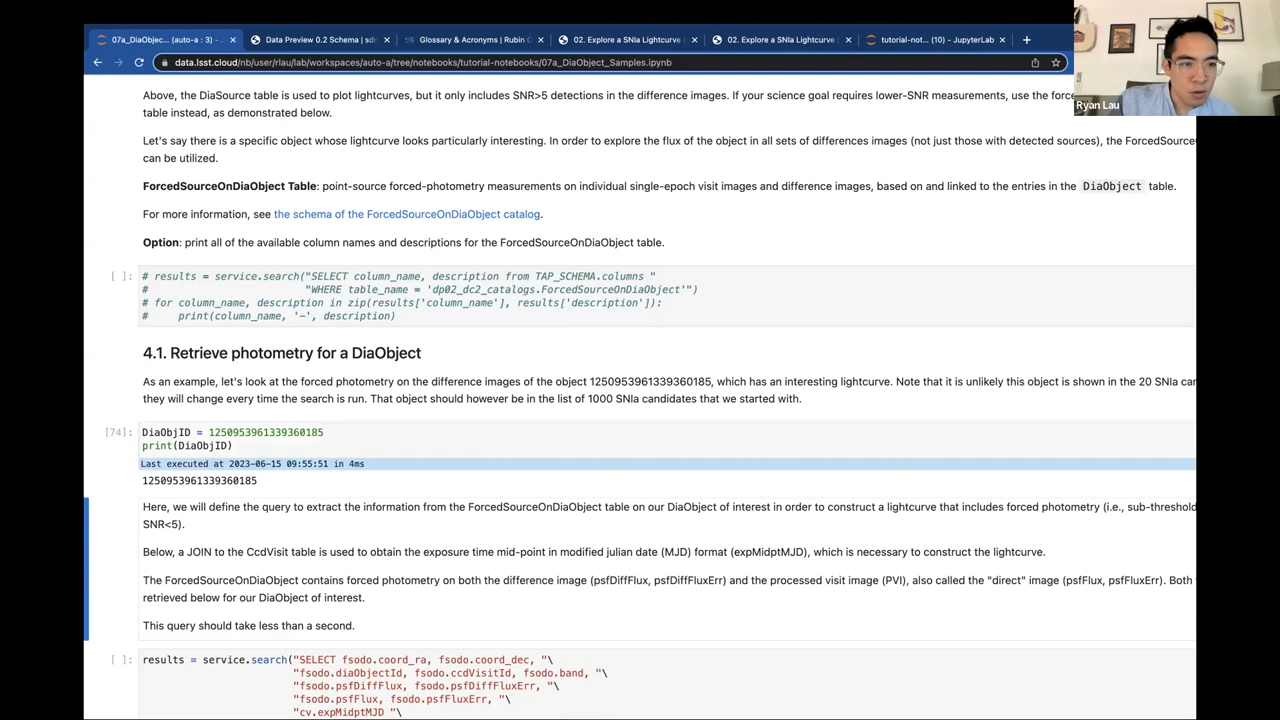 07a_DiaObjec... (auto-a : 3) -
Data Preview 0.2 Schema | sd
Glossary & Acronyms | Rubin
02. Explore a SNIa Lightcurve
02. Explore a SNIa Lightcurve
tutorial-not... (10) - JupyterLab
data.lsst.cloud/nb/user/rlau/lab/workspaces/auto-a/tree/notebooks/tutorial-notebooks/07a_DiaObject_Samples.ipynb
Ryan Lau
Above, the DiaSource table is used to plot lightcurves, but it only includes SNR>5 detections in the difference images. If your science goal requires lower-SNR measurements, use the forc
table instead, as demonstrated below.
Let's say there is a specific object whose lightcurve looks particularly interesting. In order to explore the flux of the object in all sets of differences images (not just those with detected sources), the ForcedSource
can be utilized.
ForcedSourceOnDiaObject Table: point-source forced-photometry measurements on individual single-epoch visit images and difference images, based on and linked to the entries in the DiaObject table.
For more information, see the schema of the ForcedSourceOnDiaObject catalog.
Option: print all of the available column names and descriptions for the ForcedSourceOnDiaObject table.
[ ]: # results = service.search("SELECT column_name, description from TAP_SCHEMA.columns "
# "WHERE table_name = 'dp02_dc2_catalogs.ForcedSourceOnDiaObject'")
# for column_name, description in zip(results['column_name'], results['description']):
# print(column_name, '-', description)
4.1. Retrieve photometry for a DiaObject
As an example, let's look at the forced photometry on the difference images of the object 1250953961339360185, which has an interesting lightcurve. Note that it is unlikely this object is shown in the 20 SNIa can
they will change every time the search is run. That object should however be in the list of 1000 SNIa candidates that we started with.
[74]: DiaObjID = 1250953961339360185
print(DiaObjID)
Last executed at 2023-06-15 09:55:51 in 4ms
1250953961339360185
Here, we will define the query to extract the information from the ForcedSourceOnDiaObject table on our DiaObject of interest in order to construct a lightcurve that includes forced photometry (i.e., sub-threshold
SNR<5).
Below, a JOIN to the CcdVisit table is used to obtain the exposure time mid-point in modified julian date (MJD) format (expMidptMJD), which is necessary to construct the lightcurve.
The ForcedSourceOnDiaObject contains forced photometry on both the difference image (psfDiffFlux, psfDiffFluxErr) and the processed visit image (PVI), also called the "direct" image (psfFlux, psfFluxErr). Both
retrieved below for our DiaObject of interest.
This query should take less than a second.
[ ]: results = service.search("SELECT fsodo.coord_ra, fsodo.coord_dec, "\
"fsodo.diaObjectId, fsodo.ccdVisitId, fsodo.band, "\
"fsodo.psfDiffFlux, fsodo.psfDiffFluxErr, "\
"fsodo.psfFlux, fsodo.psfFluxErr, "\
"cv.expMidptMJD "\